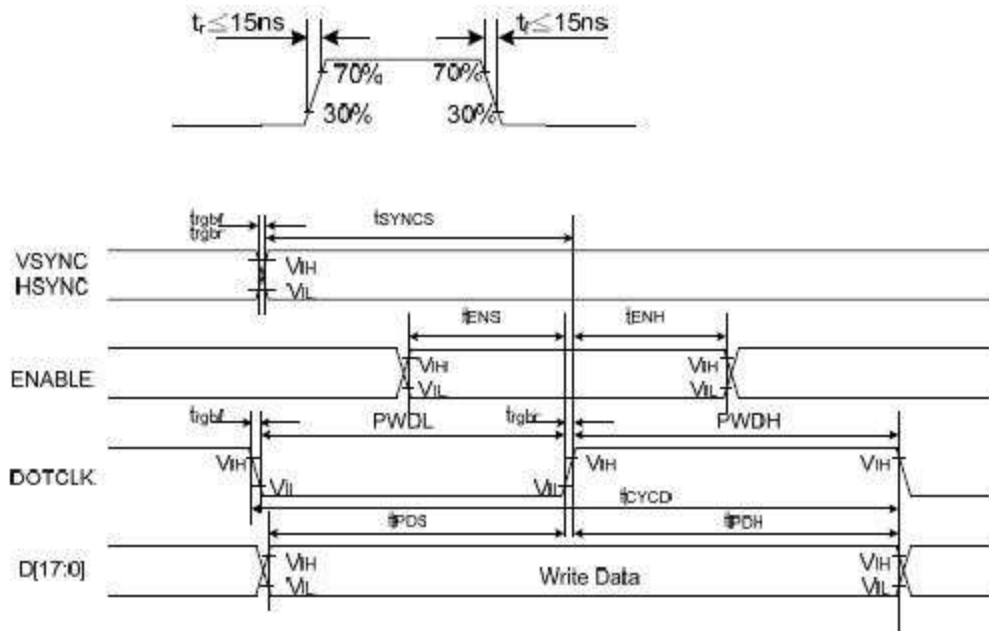 tr≤15ns tf≤15ns
70% 70%
30% 30%
trgbf tSYNCS
trgbr
VSYNC VIH
HSYNC VIL
tENS tENH
VIH VIH
ENABLE VIL VIL
trgbf PWDL trgbr PWDH
VIH VIH VIH
DOTCLK VIL VIL
tCYCD
tPDS tPDH
VIH VIH
D[17:0] Write Data
VIL VIL